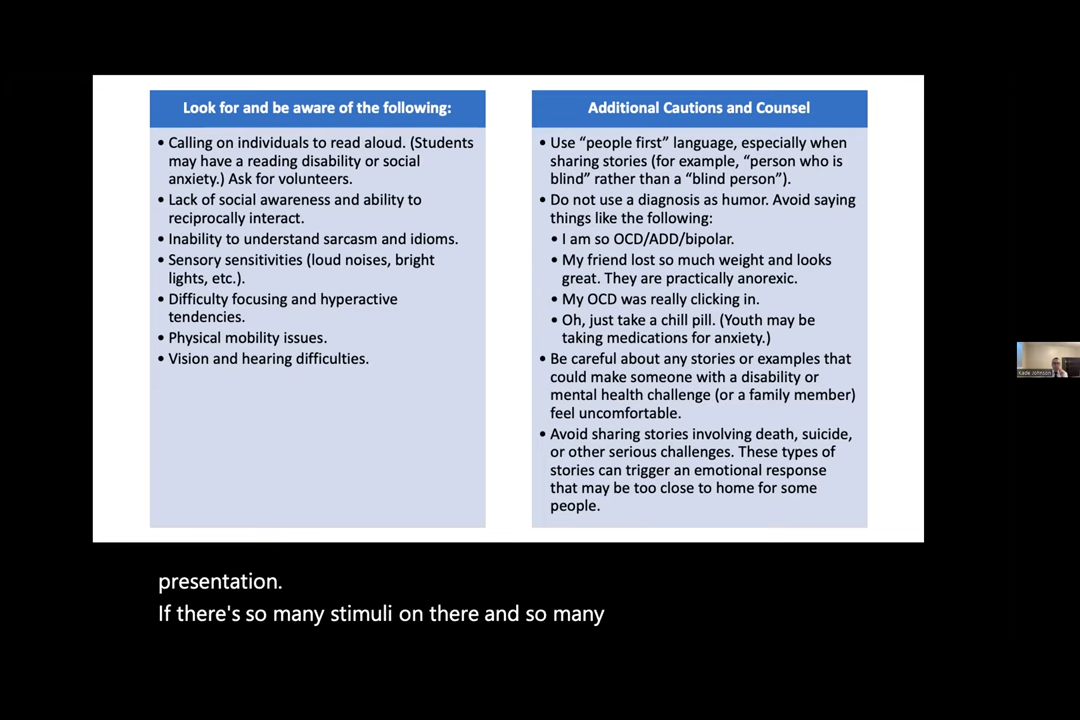 Look for and be aware of the following:
• Calling on individuals to read aloud. (Students
may have a reading disability or social
anxiety.) Ask for volunteers.
• Lack of social awareness and ability to
reciprocally interact.
• Inability to understand sarcasm and idioms.
• Sensory sensitivities (loud noises, bright
lights, etc.).
• Difficulty focusing and hyperactive
tendencies.
• Physical mobility issues.
• Vision and hearing difficulties.
Additional Cautions and Counsel
• Use “people first” language, especially when
sharing stories (for example, “person who is
blind” rather than a “blind person”).
• Do not use a diagnosis as humor. Avoid saying
things like the following:
• I am so OCD/ADD/bipolar.
• My friend lost so much weight and looks
great. They are practically anorexic.
• My OCD was really clicking in.
• Oh, just take a chill pill. (Youth may be
taking medications for anxiety.)
• Be careful about any stories or examples that
could make someone with a disability or
mental health challenge (or a family member)
feel uncomfortable.
• Avoid sharing stories involving death, suicide,
or other serious challenges. These types of
stories can trigger an emotional response
that may be too close to home for some
people.
Kade Johnson
presentation.
If there's so many stimuli on there and so many